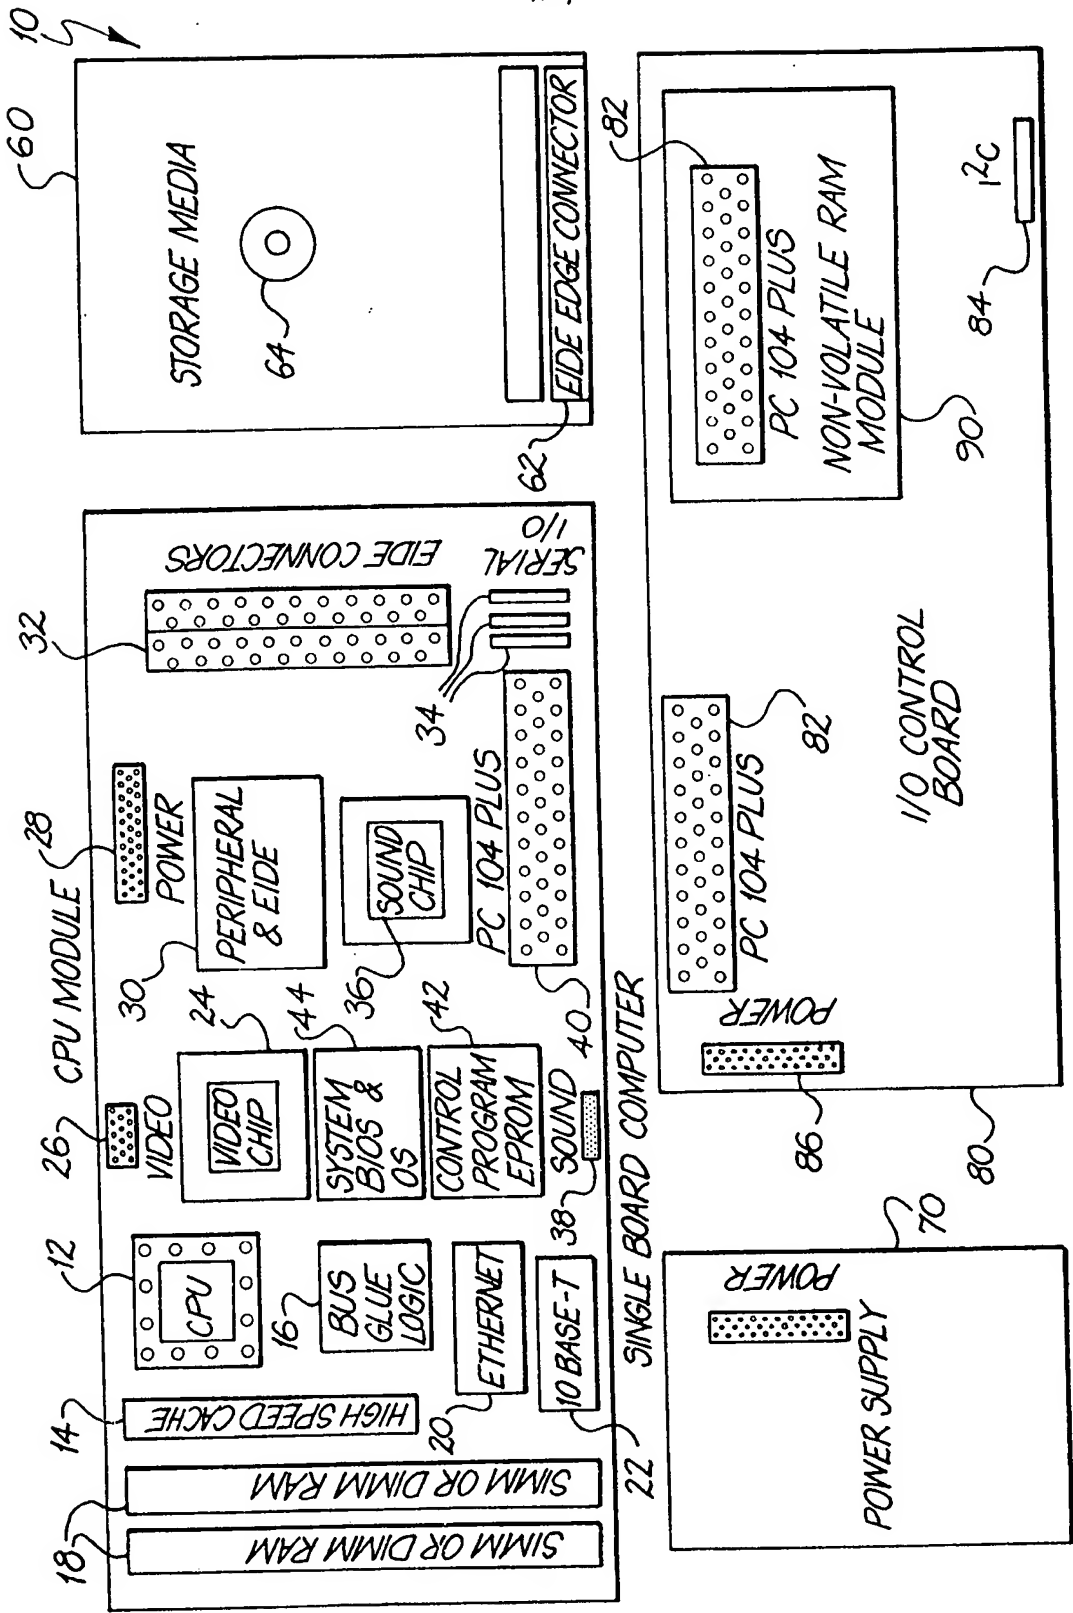 10
60
STORAGE MEDIA
64
EIDE EDGE CONNECTOR
62
CPU MODULE
18
SIMM OR DIMM RAM
SIMM OR DIMM RAM
14
HIGH SPEED CACHE
12
CPU
16
BUS
GLUE
LOGIC
20
ETHERNET
22
10 BASE-T
26
VIDEO
24
VIDEO
CHIP
44
SYSTEM
BIOS &
OS
42
CONTROL
PROGRAM
EPROM
38
SOUND
28
POWER
30
PERIPHERAL
& EIDE
36
SOUND
CHIP
40
PC 104 PLUS
32
EIDE CONNECTORS
34
SERIAL
I/O
SINGLE BOARD COMPUTER
70
POWER
POWER SUPPLY
80
86
POWER
82
PC 104 PLUS
I/O CONTROL
BOARD
82
PC 104 PLUS
NON-VOLATILE RAM
MODULE
90
84
I2C